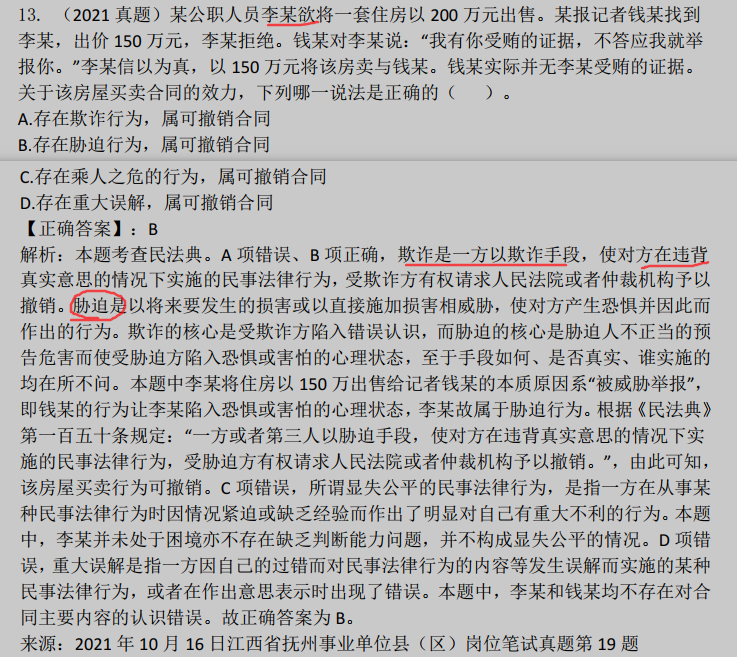 13. （2021 真题）某公职人员李某欲将一套住房以 200 万元出售。某报记者钱某找到
李某，出价 150 万元，李某拒绝。钱某对李某说：“我有你受贿的证据，不答应我就举
报你。”李某信以为真，以 150 万元将该房卖与钱某。钱某实际并无李某受贿的证据。
关于该房屋买卖合同的效力，下列哪一说法是正确的（ ）。
A.存在欺诈行为，属可撤销合同
B.存在胁迫行为，属可撤销合同
C.存在乘人之危的行为，属可撤销合同
D.存在重大误解，属可撤销合同
【正确答案】：B
解析：本题考查民法典。A 项错误、B 项正确，欺诈是一方以欺诈手段，使对方在违背
真实意思的情况下实施的民事法律行为，受欺诈方有权请求人民法院或者仲裁机构予以
撤销。胁迫是以将来要发生的损害或以直接施加损害相威胁，使对方产生恐惧并因此而
作出的行为。欺诈的核心是受欺诈方陷入错误认识，而胁迫的核心是胁迫人不正当的预
告危害而使受胁迫方陷入恐惧或害怕的心理状态，至于手段如何、是否真实、谁实施的
均在所不问。本题中李某将住房以 150 万出售给记者钱某的本质原因系“被威胁举报”，
即钱某的行为让李某陷入恐惧或害怕的心理状态，李某故属于胁迫行为。根据《民法典》
第一百五十条规定：“一方或者第三人以胁迫手段，使对方在违背真实意思的情况下实
施的民事法律行为，受胁迫方有权请求人民法院或者仲裁机构予以撤销。”，由此可知，
该房屋买卖行为可撤销。C 项错误，所谓显失公平的民事法律行为，是指一方在从事某
种民事法律行为时因情况紧迫或缺乏经验而作出了明显对自己有重大不利的行为。本题
中，李某并未处于困境亦不存在缺乏判断能力问题，并不构成显失公平的情况。D 项错
误，重大误解是指一方因自己的过错而对民事法律行为的内容等发生误解而实施的某种
民事法律行为，或者在作出意思表示时出现了错误。本题中，李某和钱某均不存在对合
同主要内容的认识错误。故正确答案为 B。
来源：2021 年 10 月 16 日江西省抚州事业单位县（区）岗位笔试真题第 19 题